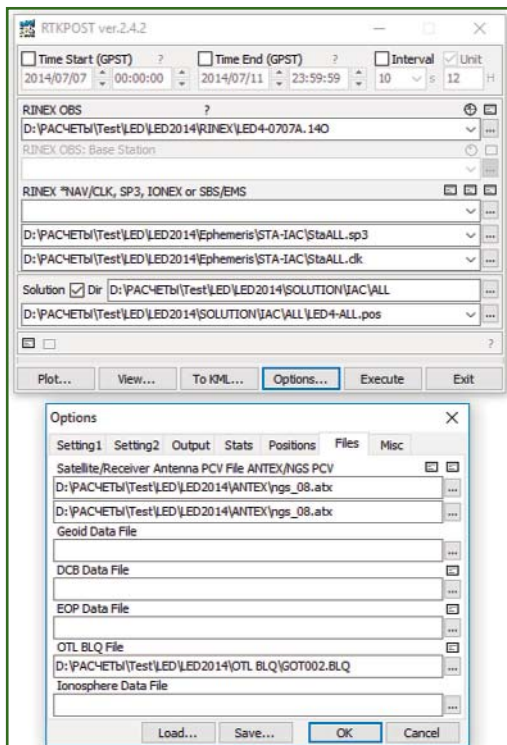 RTKPOST ver.2.4.2
Time Start (GPST) ? Time End (GPST) ? Interval Unit
2014/07/07 00:00:00 2014/07/11 23:59:59 10 s 12 H
RINEX OBS ?
D:\РАСЧЕТЫ\Test\LED\LED2014\RINEX\LED4-0707A.14O
RINEX OBS: Base Station
RINEX *NAV/CLK, SP3, IONEX or SBS/EMS
D:\РАСЧЕТЫ\Test\LED\LED2014\Ephemeris\STA-IAC\StaALL.sp3
D:\РАСЧЕТЫ\Test\LED\LED2014\Ephemeris\STA-IAC\StaALL.clk
Solution Dir D:\РАСЧЕТЫ\Test\LED\LED2014\SOLUTION\IAC\ALL
D:\РАСЧЕТЫ\Test\LED\LED2014\SOLUTION\IAC\ALL\LED4-ALL.pos
?
Plot... View... To KML... Options... Execute Exit
Options
Setting1 Setting2 Output Stats Positions Files Misc
Satellite/Receiver Antenna PCV File ANTEX/NGS PCV
D:\РАСЧЕТЫ\Test\LED\LED2014\ANTEX\ngs_08.atx
D:\РАСЧЕТЫ\Test\LED\LED2014\ANTEX\ngs_08.atx
Geoid Data File
DCB Data File
EOP Data File
OTL BLQ File
D:\РАСЧЕТЫ\Test\LED\LED2014\OTL BLQ\GOT002.BLQ
Ionosphere Data File
Load... Save... OK Cancel